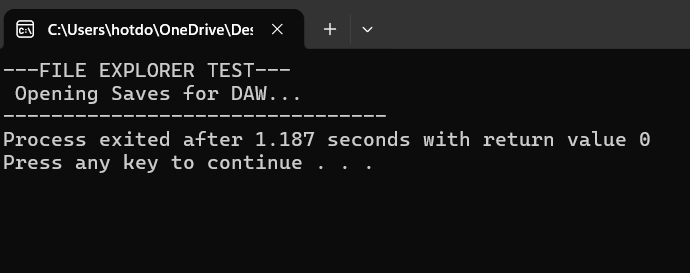 C:\Users\hotdo\OneDrive\Des
---FILE EXPLORER TEST---
Opening Saves for DAW...
--------------------------------
Process exited after 1.187 seconds with return value 0
Press any key to continue . . .